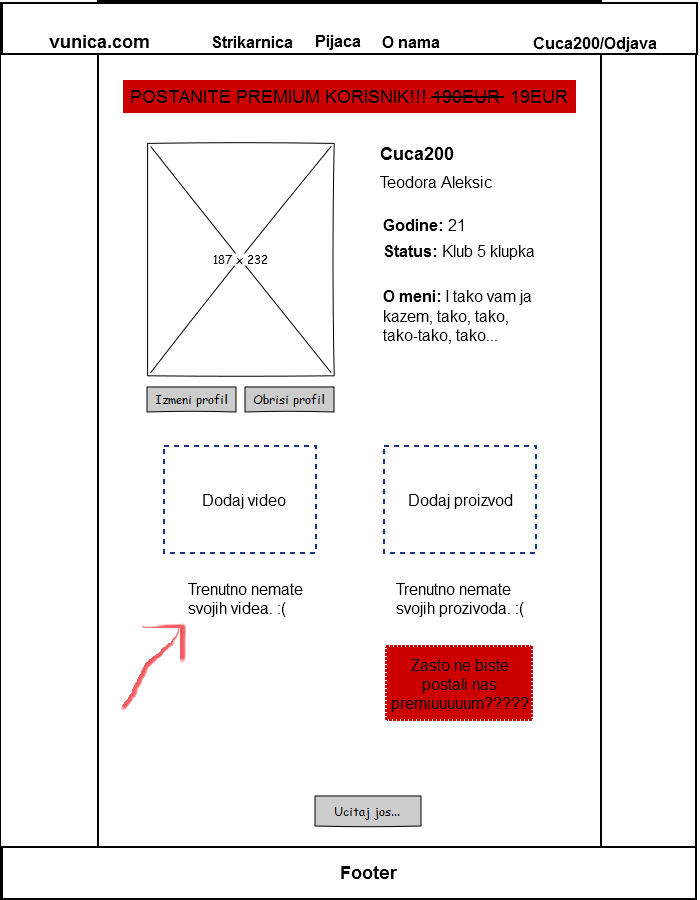 vunica.com Strikarnica Pijaca O nama Cuca200/Odjava
POSTANITE PREMIUM KORISNIK!!! 190EUR 19EUR
187 x 232
Cuca200
Teodora Aleksic
Godine: 21
Status: Klub 5 klupka
O meni: I tako vam ja
kazem, tako, tako,
tako-tako, tako...
Izmeni profil
Obrisi profil
Dodaj video
Dodaj proizvod
Trenutno nemate
svojih videa. :(
Trenutno nemate
svojih prozivoda. :(
Zasto ne biste
postali nas
premiuuuuum?????
Ucitaj jos...
Footer